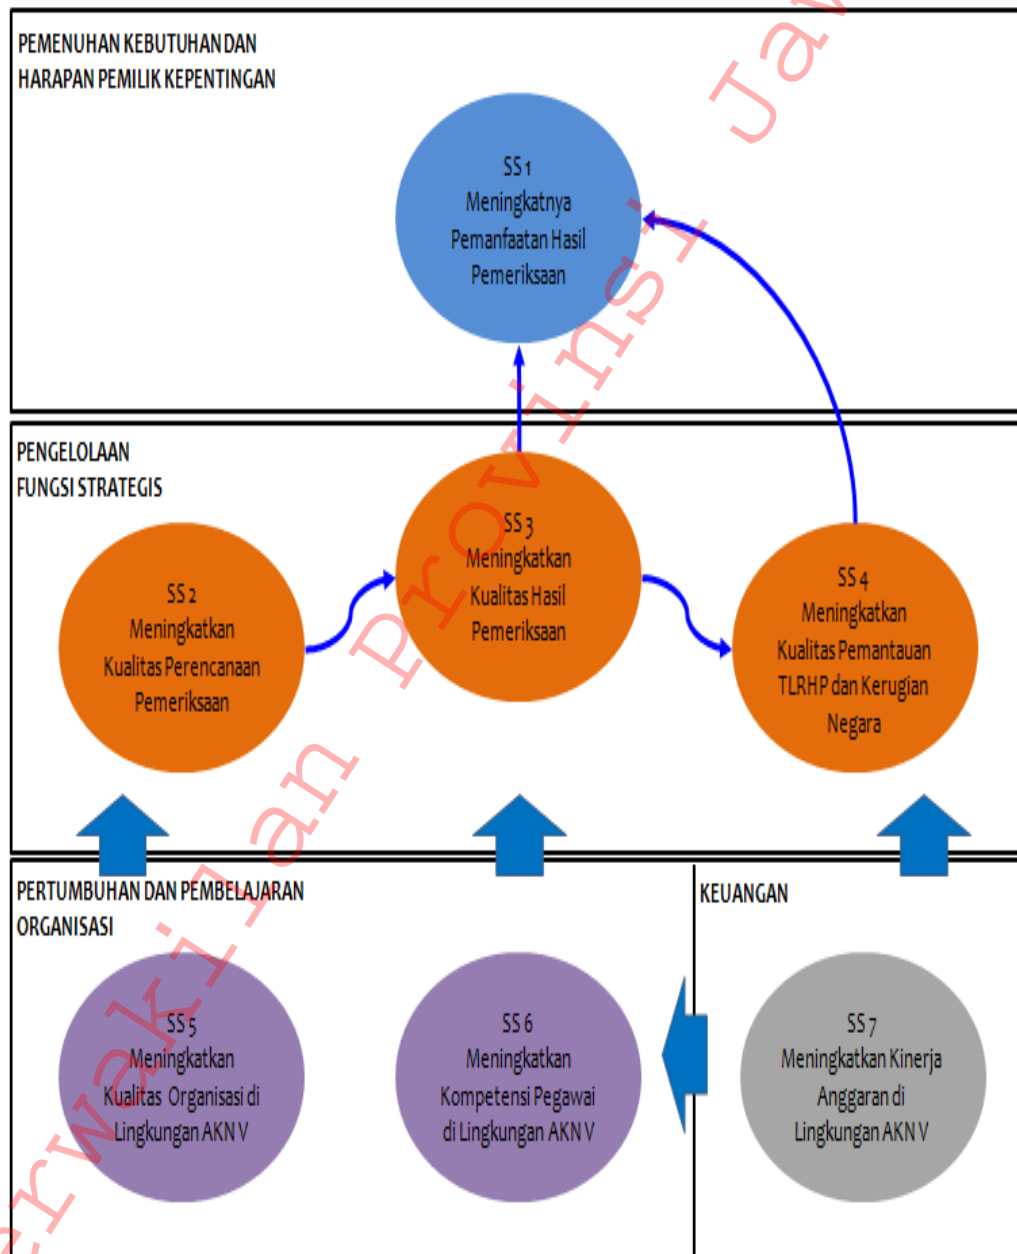 PEMENUHAN KEBUTUHAN DAN
HARAPAN PEMILIK KEPENTINGAN
SS 1
Meningkatnya
Pemanfaatan Hasil
Pemeriksaan
PENGELOLAAN
FUNGSI STRATEGIS
SS 2
Meningkatkan
Kualitas Perencanaan
Pemeriksaan
SS 3
Meningkatkan
Kualitas Hasil
Pemeriksaan
SS 4
Meningkatkan
Kualitas Pemantauan
TLRHP dan Kerugian
Negara
PERTUMBUHAN DAN PEMBELAJARAN
ORGANISASI
SS 5
Meningkatkan
Kualitas Organisasi di
Lingkungan AKN V
SS 6
Meningkatkan
Kompetensi Pegawai
di Lingkungan AKN V
KEUANGAN
SS 7
Meningkatkan Kinerja
Anggaran di
Lingkungan AKN V
erwakilan Provinsi Jaw